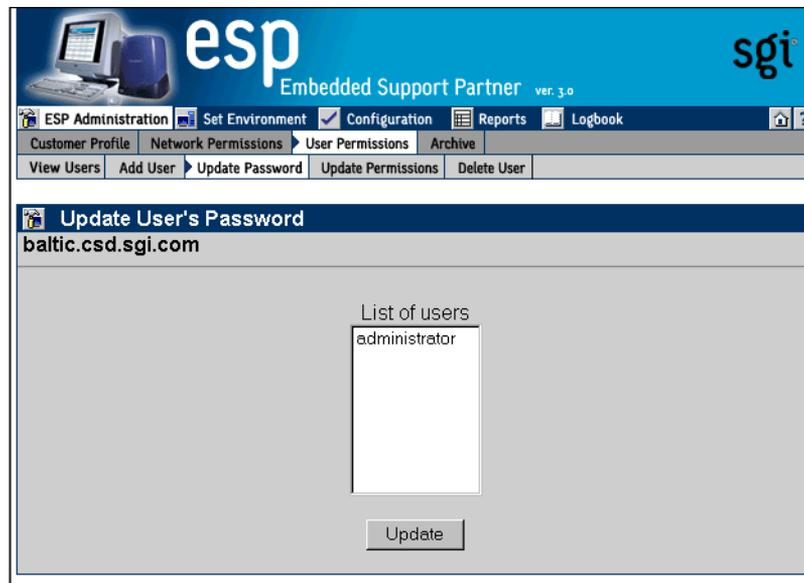 esp
sgi
Embedded Support Partner ver. 3.0
ESP Administration Set Environment Configuration Reports Logbook
Customer Profile Network Permissions User Permissions Archive
View Users Add User Update Password Update Permissions Delete User
Update User's Password
baltic.csd.sgi.com
List of users
administrator
Update